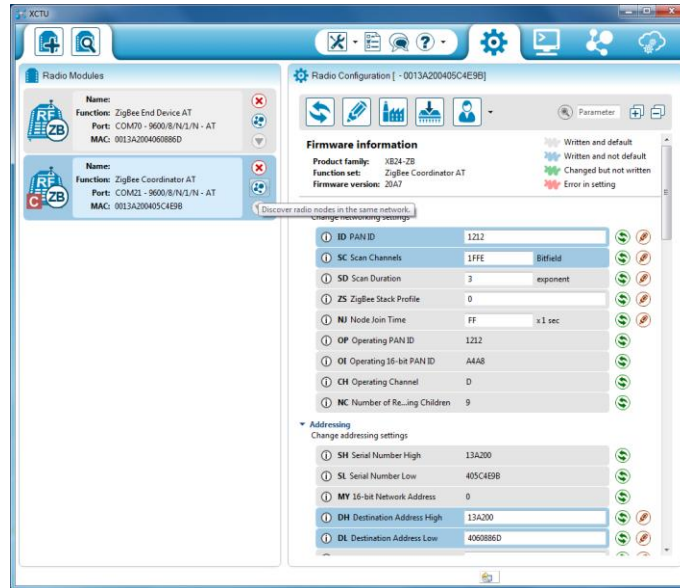 XCTU
Radio Modules
Name:
Function: ZigBee End Device AT
Port: COM70 - 9600/8/N/1/N - AT
MAC: 0013A2004060886D
RF
ZB
Name:
Function: ZigBee Coordinator AT
Port: COM21 - 9600/8/N/1/N - AT
MAC: 0013A200405C4E9B
RF
C ZB
Discover radio nodes in the same network.
Radio Configuration [ - 0013A200405C4E9B]
Parameter
Firmware information
Product family: XB24-ZB
Function set: ZigBee Coordinator AT
Firmware version: 20A7
Written and default
Written and not default
Changed but not written
Error in setting
Change networking settings
ID PAN ID 1212
SC Scan Channels 1FFE Bitfield
SD Scan Duration 3 exponent
ZS ZigBee Stack Profile 0
NJ Node Join Time FF x 1 sec
OP Operating PAN ID 1212
OI Operating 16-bit PAN ID A4A8
CH Operating Channel D
NC Number of Re...ing Children 9
Addressing
Change addressing settings
SH Serial Number High 13A200
SL Serial Number Low 405C4E9B
MY 16-bit Network Address 0
DH Destination Address High 13A200
DL Destination Address Low 4060886D